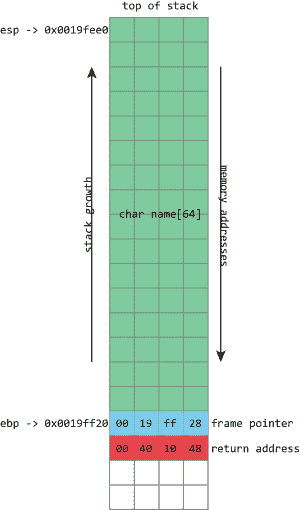 top of stack
esp -> 0x0019fee0
stack growth
memory addresses
char name[64]
ebp -> 0x0019ff20 00 19 ff 28 frame pointer
00 40 10 48 return address